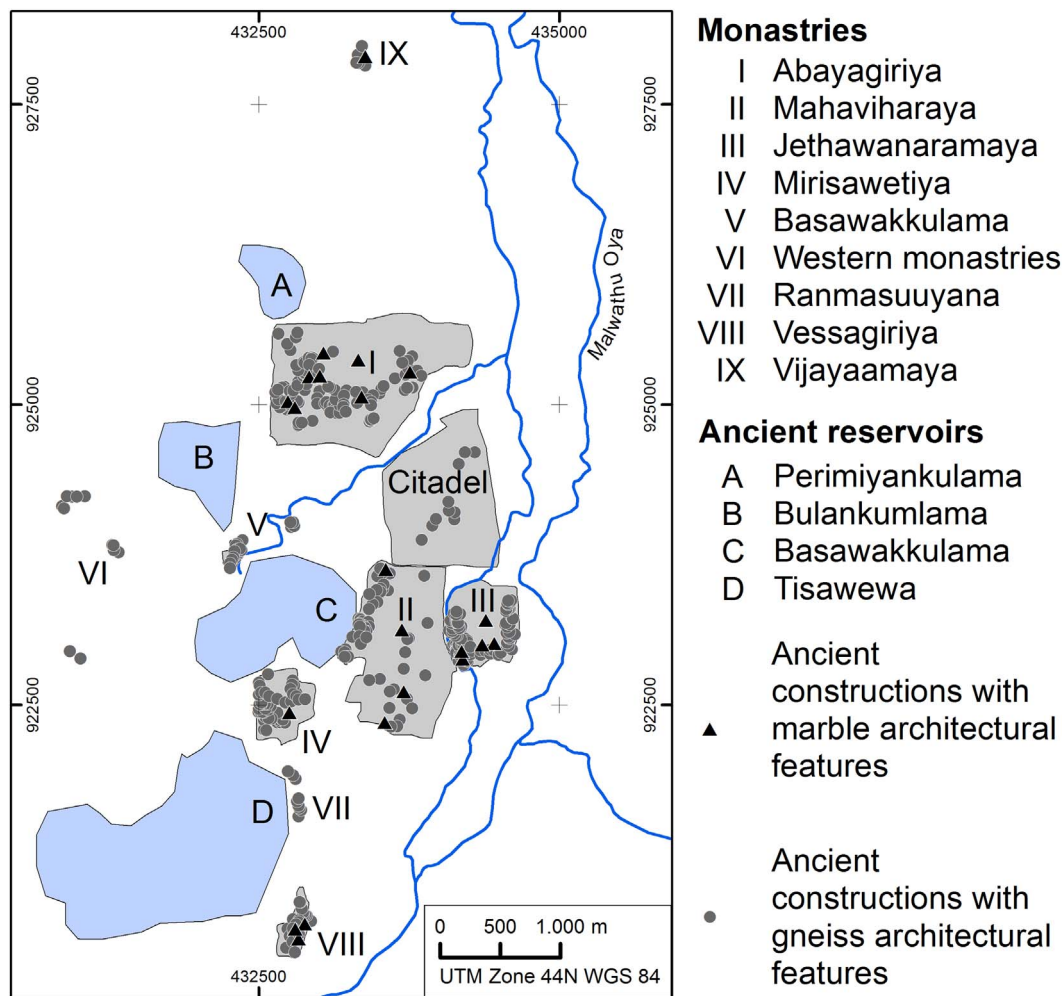 432500
435000
927500
927500
IX
Malwathu Oya
A
I
925000
925000
B
Citadel
V
VI
C
II
III
922500
922500
IV
D
VII
VIII
0 500 1.000 m
UTM Zone 44N WGS 84
432500
Monastries
I Abayagiriya
II Mahaviharaya
III Jethawanaramaya
IV Mirisawetiya
V Basawakkulama
VI Western monastries
VII Ranmasuuyana
VIII Vessagiriya
IX Vijayaamaya
Ancient reservoirs
A Perimiyankulama
B Bulankumlama
C Basawakkulama
D Tisawewa
Ancient
constructions with
marble architectural
features
Ancient
constructions with
gneiss architectural
features